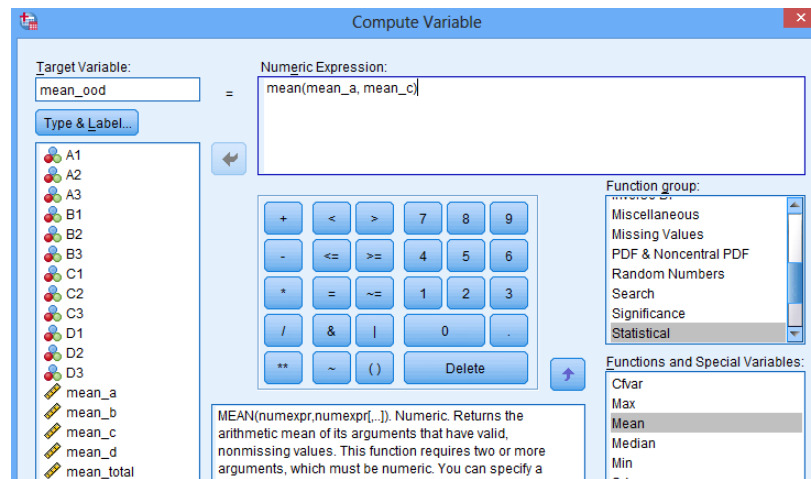 Compute Variable
Target Variable:
mean_ood
=
Numeric Expression:
mean(mean_a, mean_c)
Type & Label...
A1
A2
A3
B1
B2
B3
C1
C2
C3
D1
D2
D3
mean_a
mean_b
mean_c
mean_d
mean_total
+ < > 7 8 9
- <= >= 4 5 6
* = ~= 1 2 3
/ & | 0 .
** ~ ( ) Delete
MEAN(numexpr,numexpr[,..]). Numeric. Returns the
arithmetic mean of its arguments that have valid,
nonmissing values. This function requires two or more
arguments, which must be numeric. You can specify a
Function group:
Miscellaneous
Missing Values
PDF & Noncentral PDF
Random Numbers
Search
Significance
Statistical
Functions and Special Variables:
Cfvar
Max
Mean
Median
Min